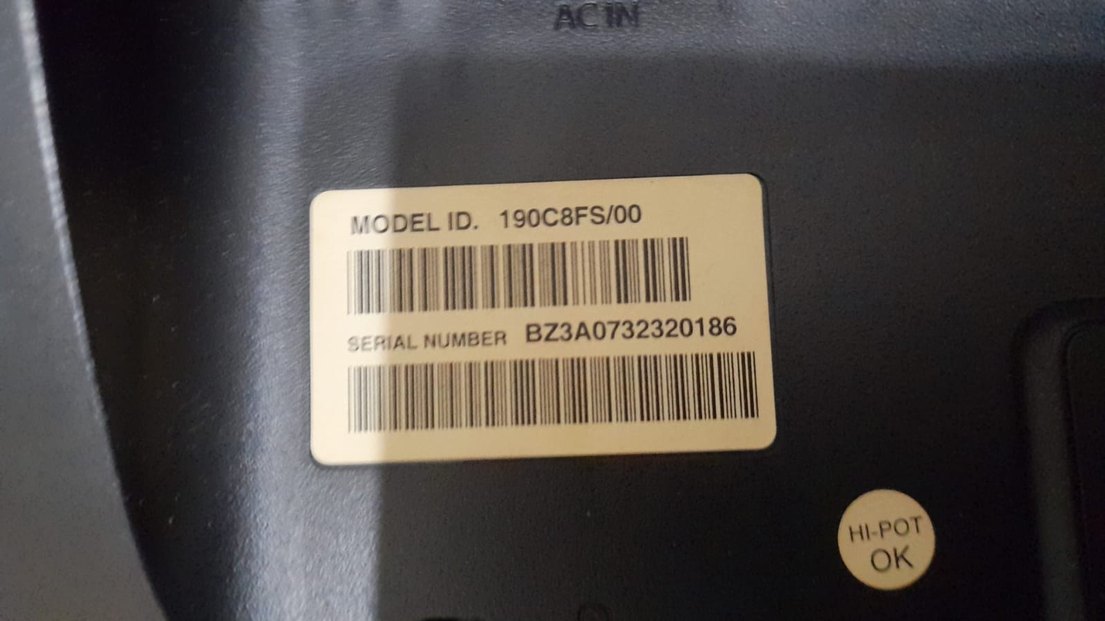 AC IN
MODEL ID. 190C8FS/00
SERIAL NUMBER BZ3A0732320186
HI-POT
OK